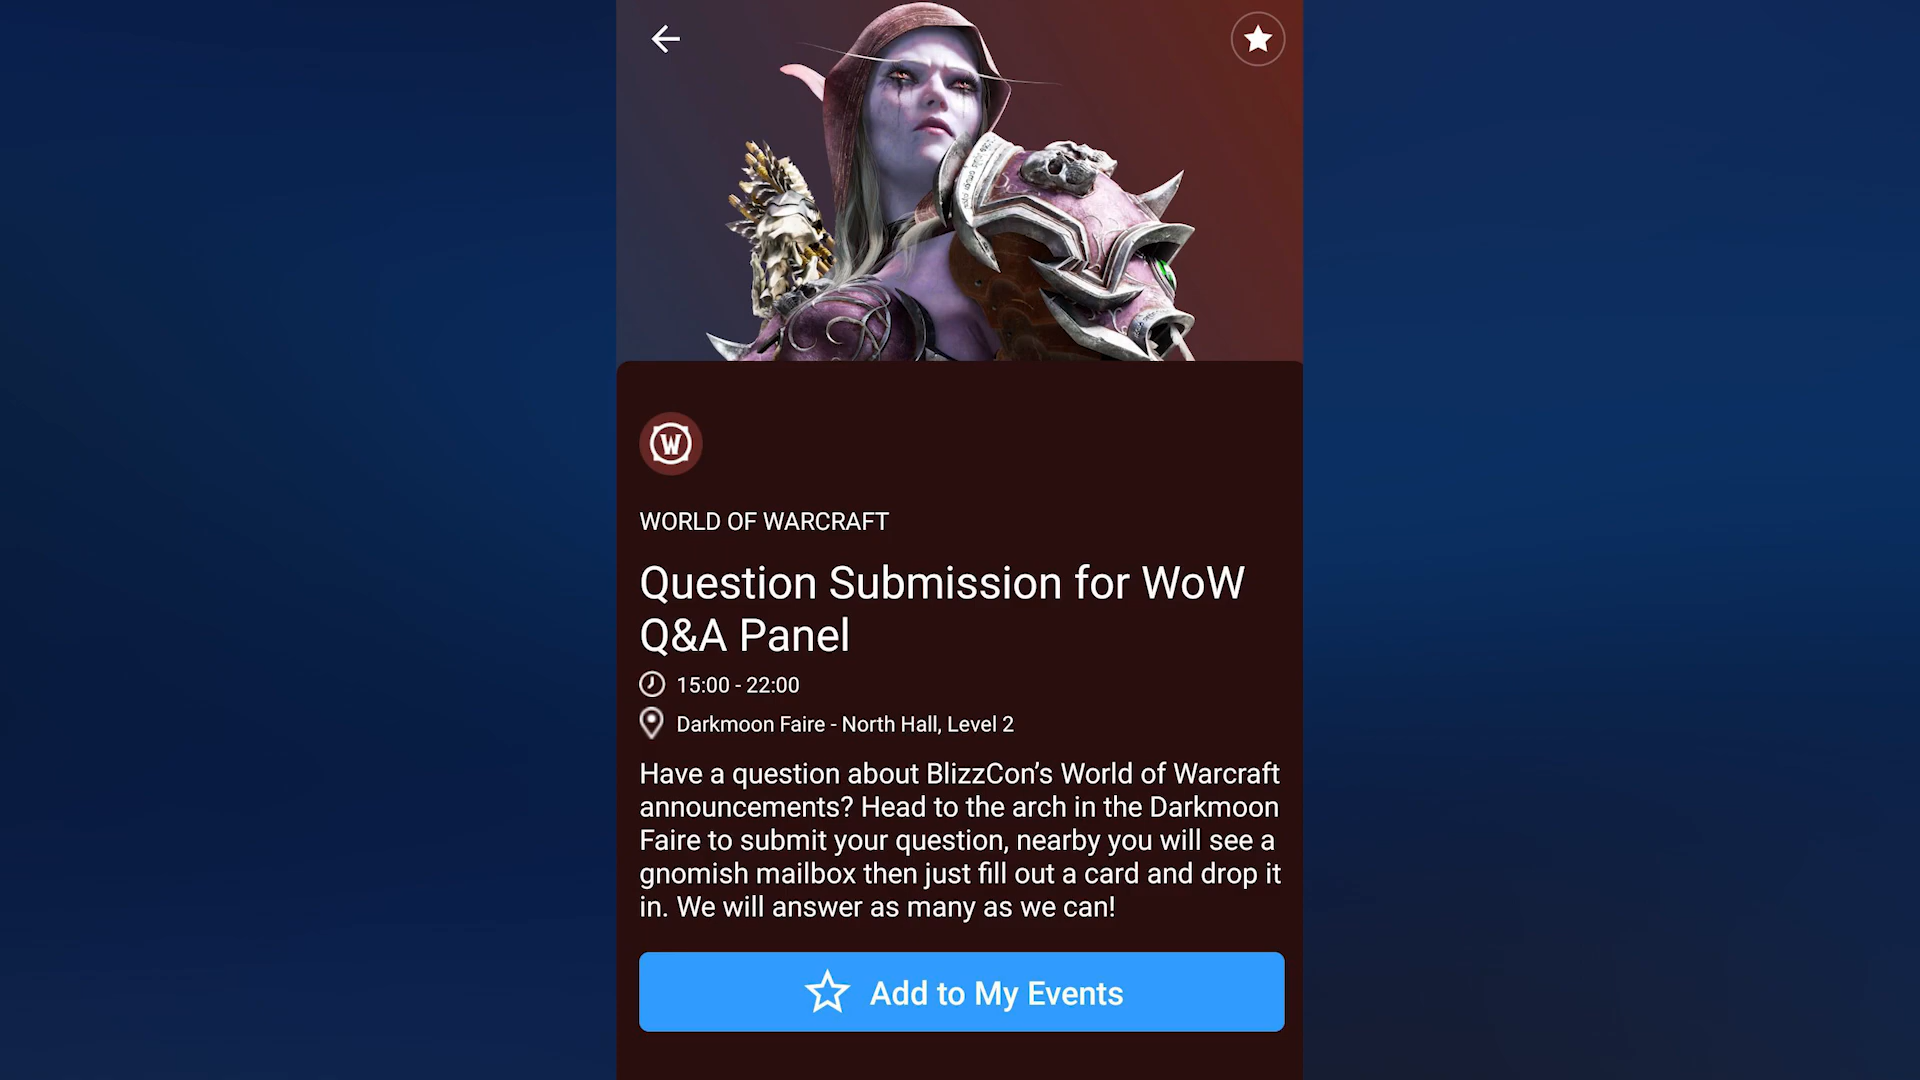 W
WORLD OF WARCRAFT
Question Submission for WoW
Q&A Panel
15:00 - 22:00
Darkmoon Faire - North Hall, Level 2
Have a question about BlizzCon’s World of Warcraft
announcements? Head to the arch in the Darkmoon
Faire to submit your question, nearby you will see a
gnomish mailbox then just fill out a card and drop it
in. We will answer as many as we can!
Add to My Events